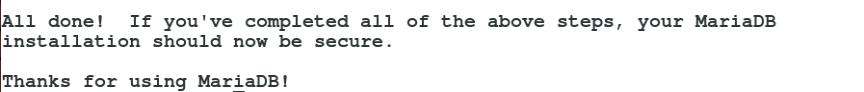 All done!  If you've completed all of the above steps, your MariaDB
installation should now be secure.
Thanks for using MariaDB!